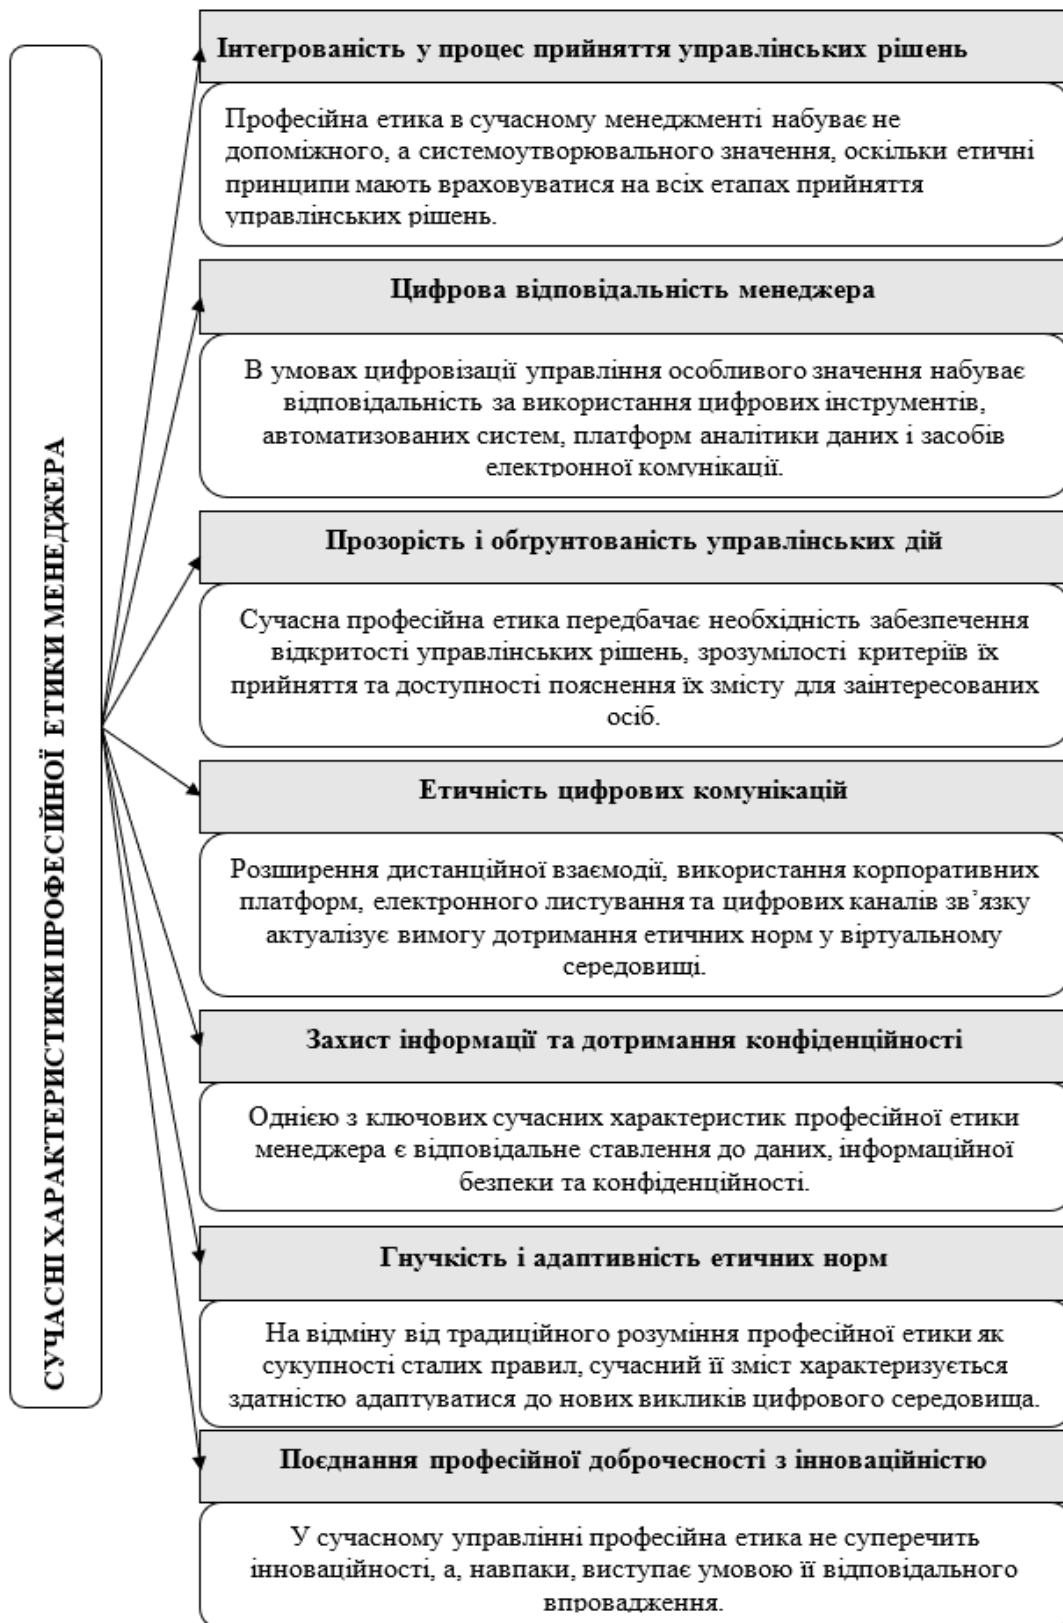 СУЧАСНІ ХАРАКТЕРИСТИКИ ПРОФЕСІЙНОЇ ЕТИКИ МЕНЕДЖЕРА
Інтегрованість у процес прийняття управлінських рішень
Професійна етика в сучасному менеджменті набуває не
допоміжного, а системоутворювального значення, оскільки етичні
принципи мають враховуватися на всіх етапах прийняття
управлінських рішень.
Цифрова відповідальність менеджера
В умовах цифровізації управління особливого значення набуває
відповідальність за використання цифрових інструментів,
автоматизованих систем, платформ аналітики даних і засобів
електронної комунікації.
Прозорість і обґрунтованість управлінських дій
Сучасна професійна етика передбачає необхідність забезпечення
відкритості управлінських рішень, зрозумілості критеріїв їх
прийняття та доступності пояснення їх змісту для заінтересованих
осіб.
Етичність цифрових комунікацій
Розширення дистанційної взаємодії, використання корпоративних
платформ, електронного листування та цифрових каналів зв’язку
актуалізує вимогу дотримання етичних норм у віртуальному
середовищі.
Захист інформації та дотримання конфіденційності
Однією з ключових сучасних характеристик професійної етики
менеджера є відповідальне ставлення до даних, інформаційної
безпеки та конфіденційності.
Гнучкість і адаптивність етичних норм
На відміну від традиційного розуміння професійної етики як
сукупності сталих правил, сучасний її зміст характеризується
здатністю адаптуватися до нових викликів цифрового середовища.
Поєднання професійної доброчесності з інноваційністю
У сучасному управлінні професійна етика не суперечить
інноваційності, а, навпаки, виступає умовою її відповідального
впровадження.